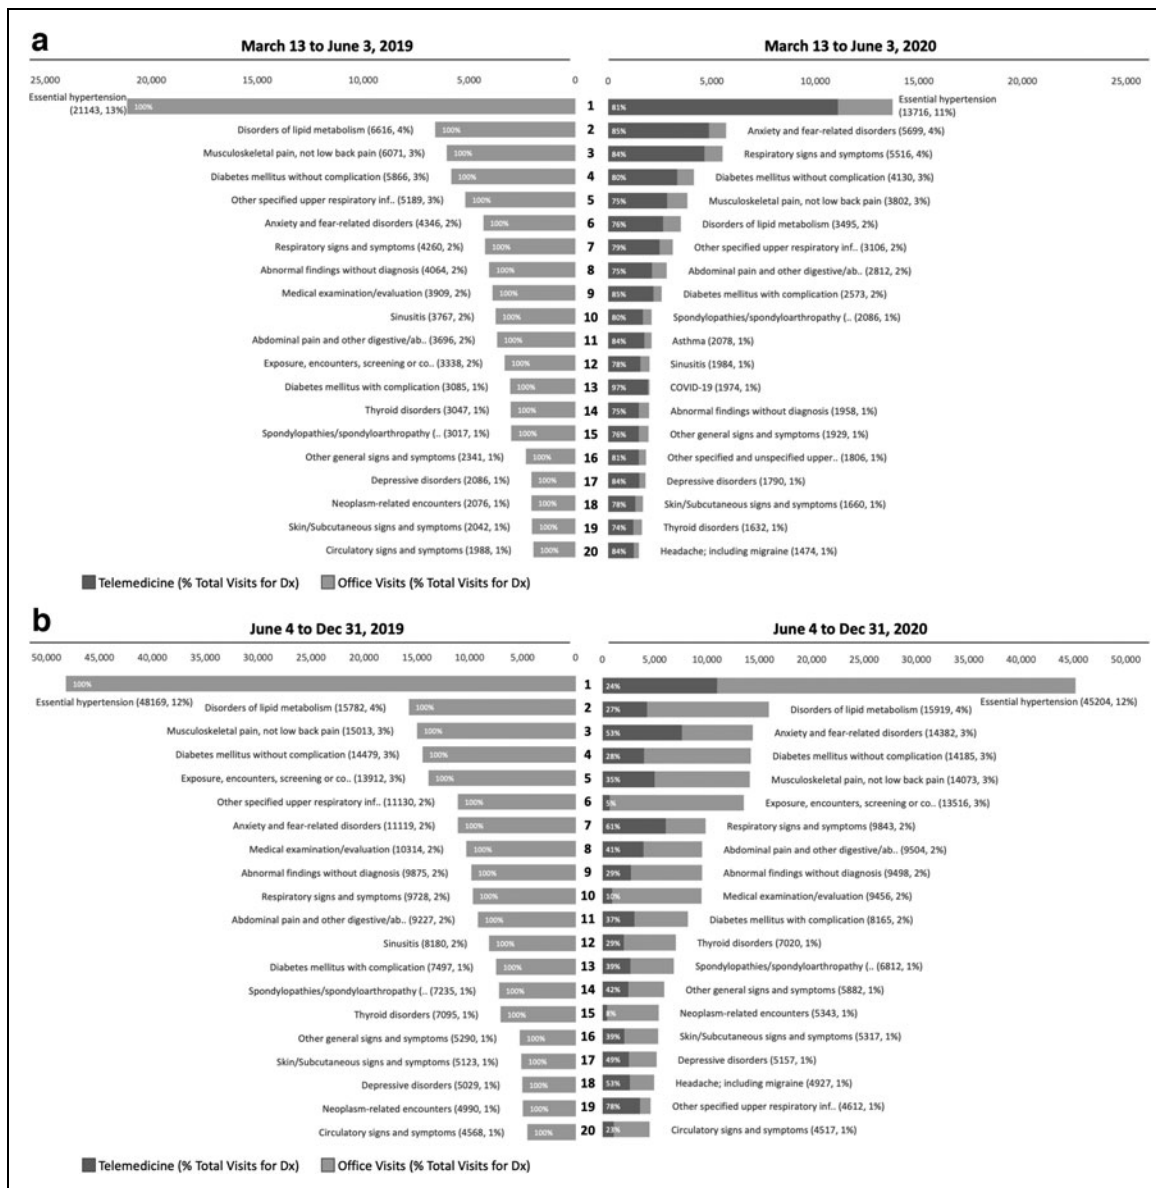 a
March 13 to June 3, 2019
March 13 to June 3, 2020
25,000 20,000 15,000 10,000 5,000 0
0 5,000 10,000 15,000 20,000 25,000
Essential hypertension
(21143, 13%) 100% 1 81% Essential hypertension
(13716, 11%)
Disorders of lipid metabolism (6616, 4%) 100% 2 85% Anxiety and fear-related disorders (5699, 4%)
Musculoskeletal pain, not low back pain (6071, 3%) 100% 3 84% Respiratory signs and symptoms (5516, 4%)
Diabetes mellitus without complication (5866, 3%) 100% 4 80% Diabetes mellitus without complication (4130, 3%)
Other specified upper respiratory inf.. (5189, 3%) 100% 5 75% Musculoskeletal pain, not low back pain (3802, 3%)
Anxiety and fear-related disorders (4346, 2%) 100% 6 76% Disorders of lipid metabolism (3495, 2%)
Respiratory signs and symptoms (4260, 2%) 100% 7 79% Other specified upper respiratory inf.. (3106, 2%)
Abnormal findings without diagnosis (4064, 2%) 100% 8 75% Abdominal pain and other digestive/ab.. (2812, 2%)
Medical examination/evaluation (3909, 2%) 100% 9 85% Diabetes mellitus with complication (2573, 2%)
Sinusitis (3767, 2%) 100% 10 80% Spondylopathies/spondyloarthropathy (.. (2086, 1%)
Abdominal pain and other digestive/ab.. (3696, 2%) 100% 11 84% Asthma (2078, 1%)
Exposure, encounters, screening or co.. (3338, 2%) 100% 12 78% Sinusitis (1984, 1%)
Diabetes mellitus with complication (3085, 1%) 100% 13 97% COVID-19 (1974, 1%)
Thyroid disorders (3047, 1%) 100% 14 75% Abnormal findings without diagnosis (1958, 1%)
Spondylopathies/spondyloarthropathy (.. (3017, 1%) 100% 15 76% Other general signs and symptoms (1929, 1%)
Other general signs and symptoms (2341, 1%) 100% 16 81% Other specified and unspecified upper.. (1806, 1%)
Depressive disorders (2086, 1%) 100% 17 84% Depressive disorders (1790, 1%)
Neoplasm-related encounters (2076, 1%) 100% 18 78% Skin/Subcutaneous signs and symptoms (1660, 1%)
Skin/Subcutaneous signs and symptoms (2042, 1%) 100% 19 74% Thyroid disorders (1632, 1%)
Circulatory signs and symptoms (1988, 1%) 100% 20 84% Headache; including migraine (1474, 1%)
Telemedicine (% Total Visits for Dx) Office Visits (% Total Visits for Dx)
b
June 4 to Dec 31, 2019
June 4 to Dec 31, 2020
50,000 45,000 40,000 35,000 30,000 25,000 20,000 15,000 10,000 5,000 0
0 5,000 10,000 15,000 20,000 25,000 30,000 35,000 40,000 45,000 50,000
100% 1 24%
Essential hypertension (48169, 12%)
Essential hypertension (45204, 12%)
Disorders of lipid metabolism (15782, 4%) 100% 2 27% Disorders of lipid metabolism (15919, 4%)
Musculoskeletal pain, not low back pain (15013, 3%) 100% 3 53% Anxiety and fear-related disorders (14382, 3%)
Diabetes mellitus without complication (14479, 3%) 100% 4 28% Diabetes mellitus without complication (14185, 3%)
Exposure, encounters, screening or co.. (13912, 3%) 100% 5 35% Musculoskeletal pain, not low back pain (14073, 3%)
Other specified upper respiratory inf.. (11130, 2%) 100% 6 5% Exposure, encounters, screening or co.. (13516, 3%)
Anxiety and fear-related disorders (11119, 2%) 100% 7 61% Respiratory signs and symptoms (9843, 2%)
Medical examination/evaluation (10314, 2%) 100% 8 41% Abdominal pain and other digestive/ab.. (9504, 2%)
Abnormal findings without diagnosis (9875, 2%) 100% 9 29% Abnormal findings without diagnosis (9498, 2%)
Respiratory signs and symptoms (9728, 2%) 100% 10 10% Medical examination/evaluation (9456, 2%)
Abdominal pain and other digestive/ab.. (9227, 2%) 100% 11 37% Diabetes mellitus with complication (8165, 2%)
Sinusitis (8180, 2%) 100% 12 29% Thyroid disorders (7020, 1%)
Diabetes mellitus with complication (7497, 1%) 100% 13 39% Spondylopathies/spondyloarthropathy (.. (6812, 1%)
Spondylopathies/spondyloarthropathy (.. (7235, 1%) 100% 14 42% Other general signs and symptoms (5882, 1%)
Thyroid disorders (7095, 1%) 100% 15 8% Neoplasm-related encounters (5343, 1%)
Other general signs and symptoms (5290, 1%) 100% 16 39% Skin/Subcutaneous signs and symptoms (5317, 1%)
Skin/Subcutaneous signs and symptoms (5123, 1%) 100% 17 49% Depressive disorders (5157, 1%)
Depressive disorders (5029, 1%) 100% 18 53% Headache; including migraine (4927, 1%)
Neoplasm-related encounters (4990, 1%) 100% 19 78% Other specified upper respiratory inf.. (4612, 1%)
Circulatory signs and symptoms (4568, 1%) 100% 20 23% Circulatory signs and symptoms (4517, 1%)
Telemedicine (% Total Visits for Dx) Office Visits (% Total Visits for Dx)